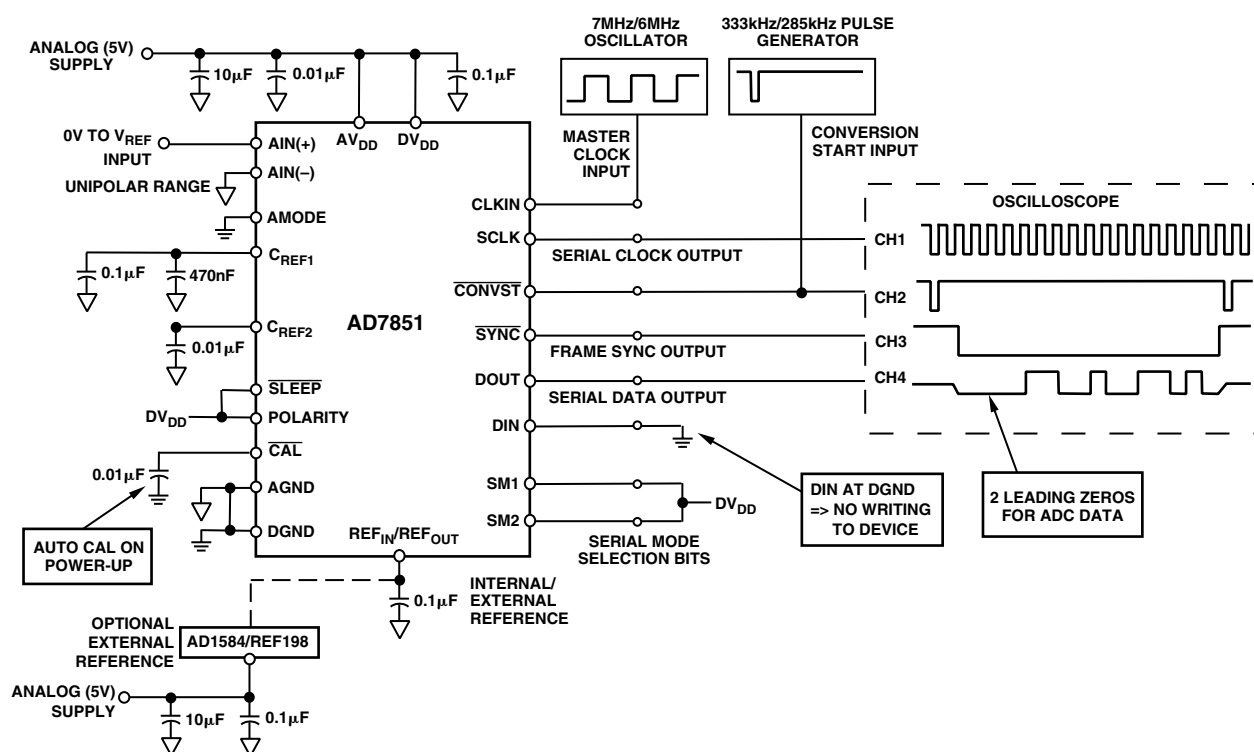 7MHz/6MHz
OSCILLATOR
333kHz/285kHz PULSE
GENERATOR
ANALOG (5V)
SUPPLY
10µF
0.01µF
0.1µF
MASTER
CLOCK
INPUT
CONVERSION
START INPUT
0V TO VREF
INPUT
AIN(+)
AVDD
DVDD
AIN(–)
UNIPOLAR RANGE
AMODE
CREF1
0.1µF
470nF
CREF2
0.01µF
SLEEP
DVDD
POLARITY
CAL
0.01µF
AGND
DGND
AUTO CAL ON
POWER-UP
AD7851
REFIN/REFOUT
CLKIN
SCLK
SERIAL CLOCK OUTPUT
CONVST
SYNC
FRAME SYNC OUTPUT
DOUT
SERIAL DATA OUTPUT
DIN
SM1
SM2
DVDD
SERIAL MODE
SELECTION BITS
OSCILLOSCOPE
CH1
CH2
CH3
CH4
DIN AT DGND
=> NO WRITING
TO DEVICE
2 LEADING ZEROS
FOR ADC DATA
0.1µF
INTERNAL/
EXTERNAL
REFERENCE
OPTIONAL
EXTERNAL
REFERENCE
AD1584/REF198
ANALOG (5V)
SUPPLY
10µF
0.1µF